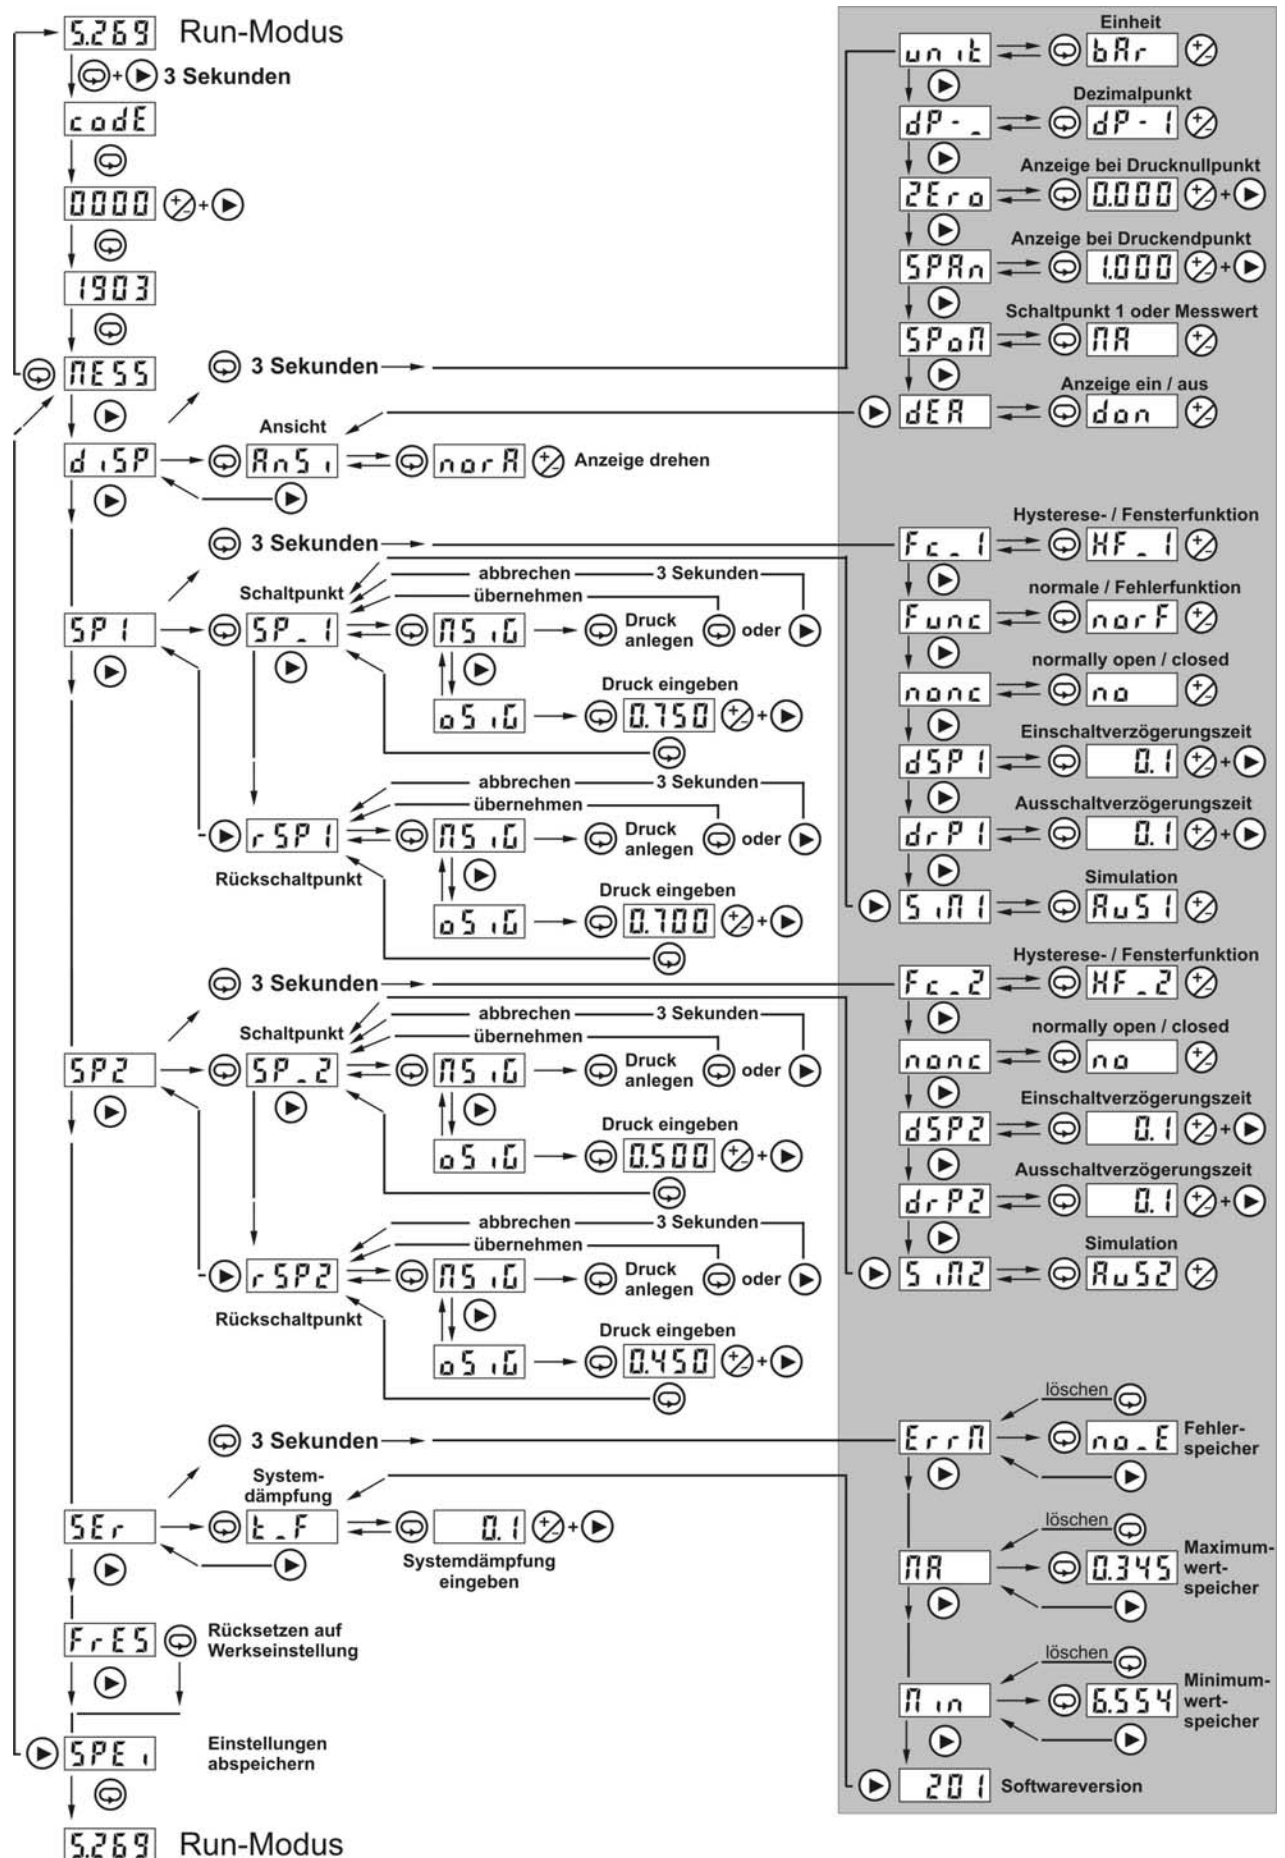 5.269 Run-Modus
+ 3 Sekunden
codE
0000 +/- +
1903
MESS
3 Sekunden
diSP
Ansicht
AnSi
norA
+/- Anzeige drehen
3 Sekunden
abbrechen 3 Sekunden
übernehmen
Schaltpunkt
SP1
SP_1
MSiG
Druck anlegen
oder
Druck eingeben
oSiG
0.750 +/- +
abbrechen 3 Sekunden
übernehmen
rSP1
MSiG
Druck anlegen
oder
Rückschaltpunkt
Druck eingeben
oSiG
0.700 +/- +
3 Sekunden
abbrechen 3 Sekunden
übernehmen
Schaltpunkt
SP2
SP_2
MSiG
Druck anlegen
oder
Druck eingeben
oSiG
0.500 +/- +
abbrechen 3 Sekunden
übernehmen
rSP2
MSiG
Druck anlegen
oder
Rückschaltpunkt
Druck eingeben
oSiG
0.450 +/- +
3 Sekunden
System-
dämpfung
SEr
t_F
0.1 +/- +
Systemdämpfung
eingeben
FrES
Rücksetzen auf
Werkseinstellung
SPEi
Einstellungen
abspeichern
5.269 Run-Modus
Einheit
unit
bAr +/-
Dezimalpunkt
dP-_
dP-1 +/-
Anzeige bei Drucknullpunkt
ZEro
0.000 +/- +
Anzeige bei Druckendpunkt
SPAn
1.000 +/- +
Schaltpunkt 1 oder Messwert
SPoM
MA +/-
Anzeige ein / aus
dEA
don +/-
Hysterese- / Fensterfunktion
Fc_1
HF_1 +/-
normale / Fehlerfunktion
Func
norF +/-
normally open / closed
nonc
no +/-
Einschaltverzögerungszeit
dSP1
0.1 +/- +
Ausschaltverzögerungszeit
drP1
0.1 +/- +
Simulation
SiM1
AuS1 +/-
Hysterese- / Fensterfunktion
Fc_2
HF_2 +/-
normally open / closed
nonc
no +/-
Einschaltverzögerungszeit
dSP2
0.1 +/- +
Ausschaltverzögerungszeit
drP2
0.1 +/- +
Simulation
SiM2
AuS2 +/-
löschen
ErrM
no_E
Fehler-
speicher
löschen
MA
0.345
Maximum-
wert-
speicher
löschen
Min
6.554
Minimum-
wert-
speicher
201 Softwareversion